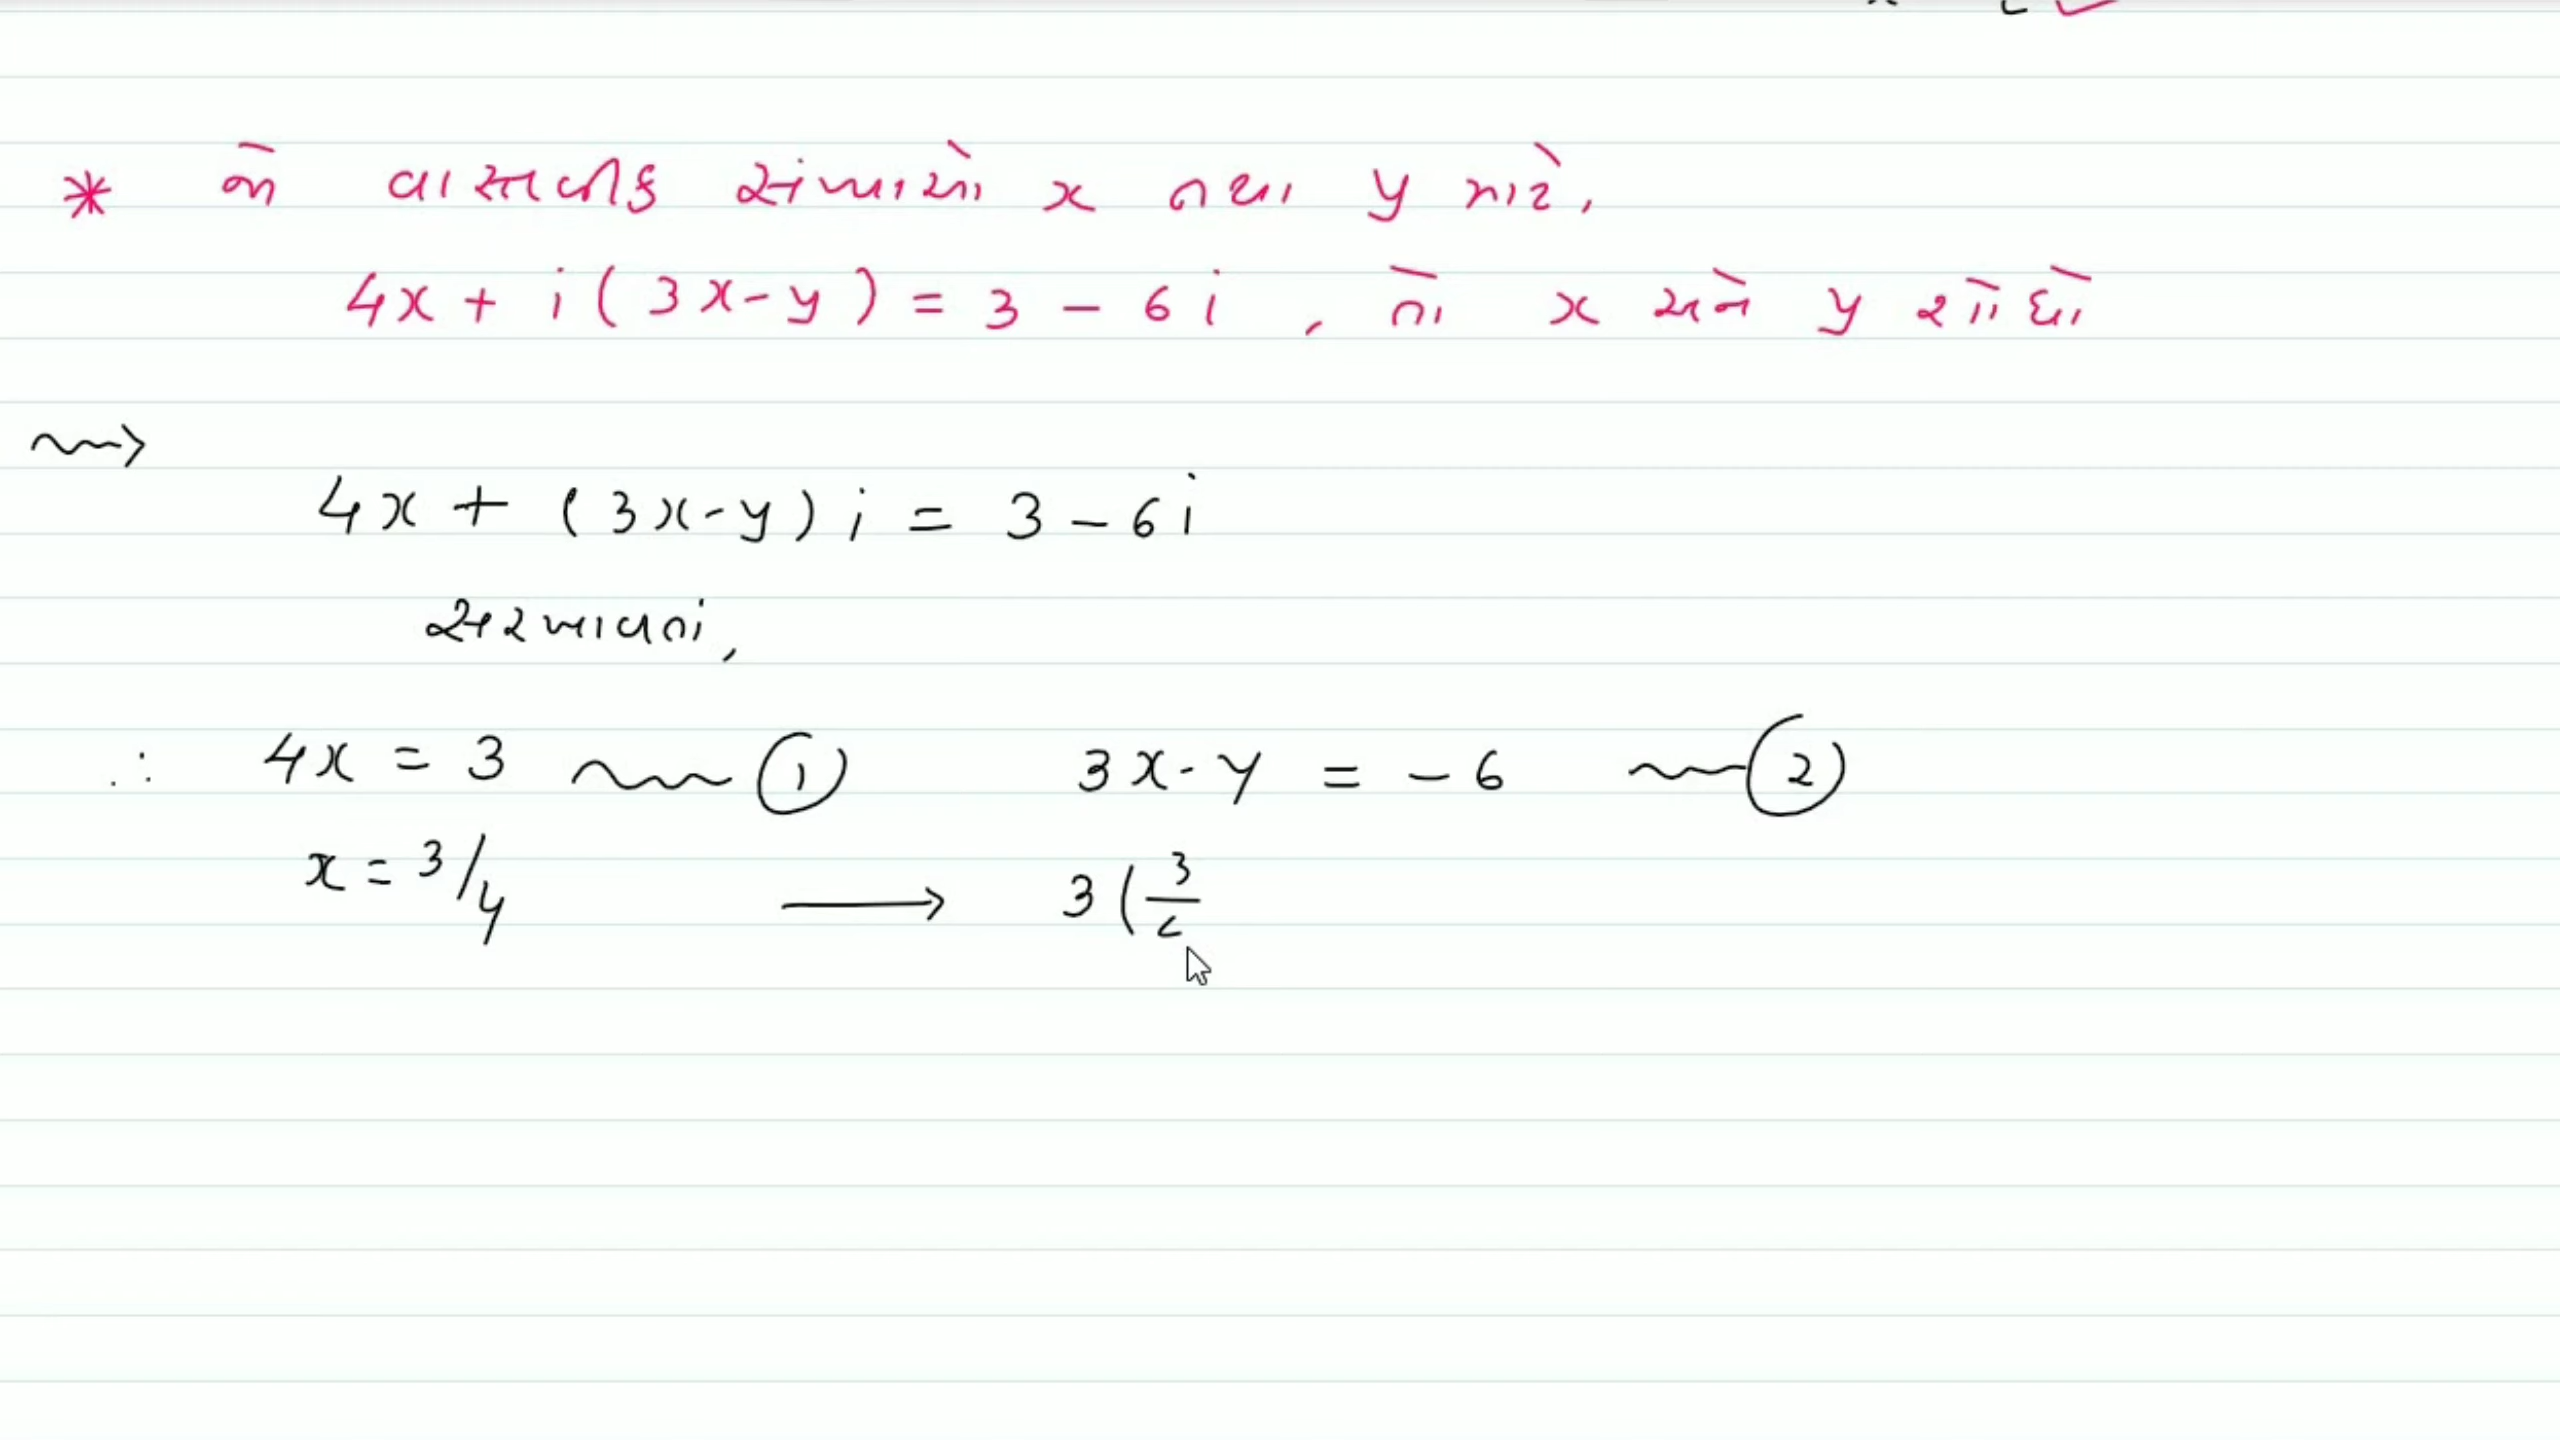 * જો વાસ્તવિક સંખ્યાઓ x તથા y માટે,
4x + i(3x-y) = 3 - 6i , તો x અને y શોધો
4x + (3x-y)i = 3 - 6i
સરખાવતાં,
∴ 4x = 3 ~ ① 3x-y = -6 ~ ②
x = 3/4 → 3(3/